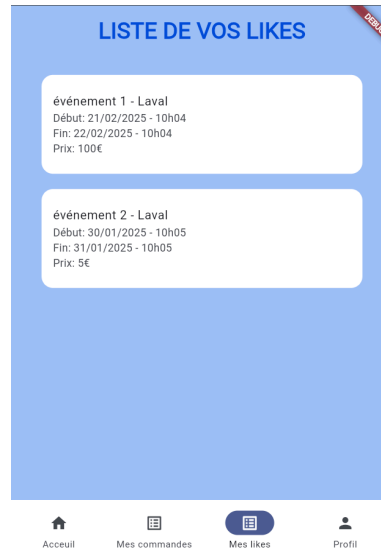 LISTE DE VOS LIKES
DEBUG
événement 1 - Laval
Début: 21/02/2025 - 10h04
Fin: 22/02/2025 - 10h04
Prix: 100€
événement 2 - Laval
Début: 30/01/2025 - 10h05
Fin: 31/01/2025 - 10h05
Prix: 5€
Acceuil
Mes commandes
Mes likes
Profil